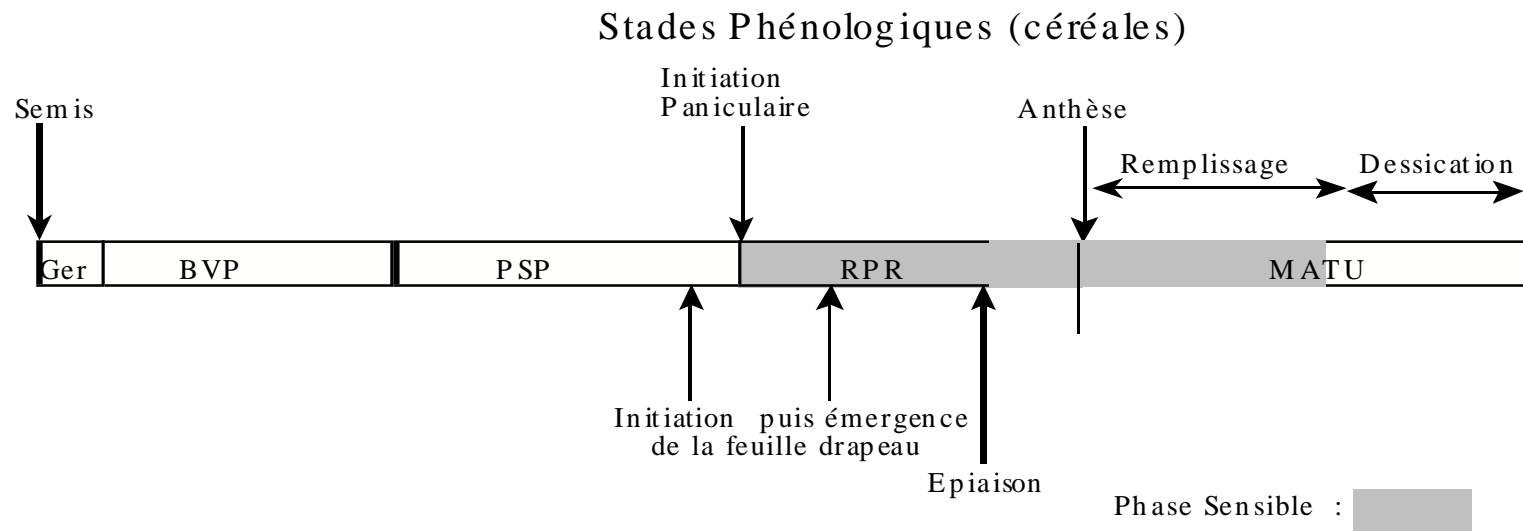 Stades Phénologiques (céréales)
Initiation
Paniculaire
Semis
Anthèse
Remplissage
Dessication
Ger
BVP
PSP
RPR
MATU
Initiation puis émergence
de la feuille drapeau
Epiaison
Phase Sensible :